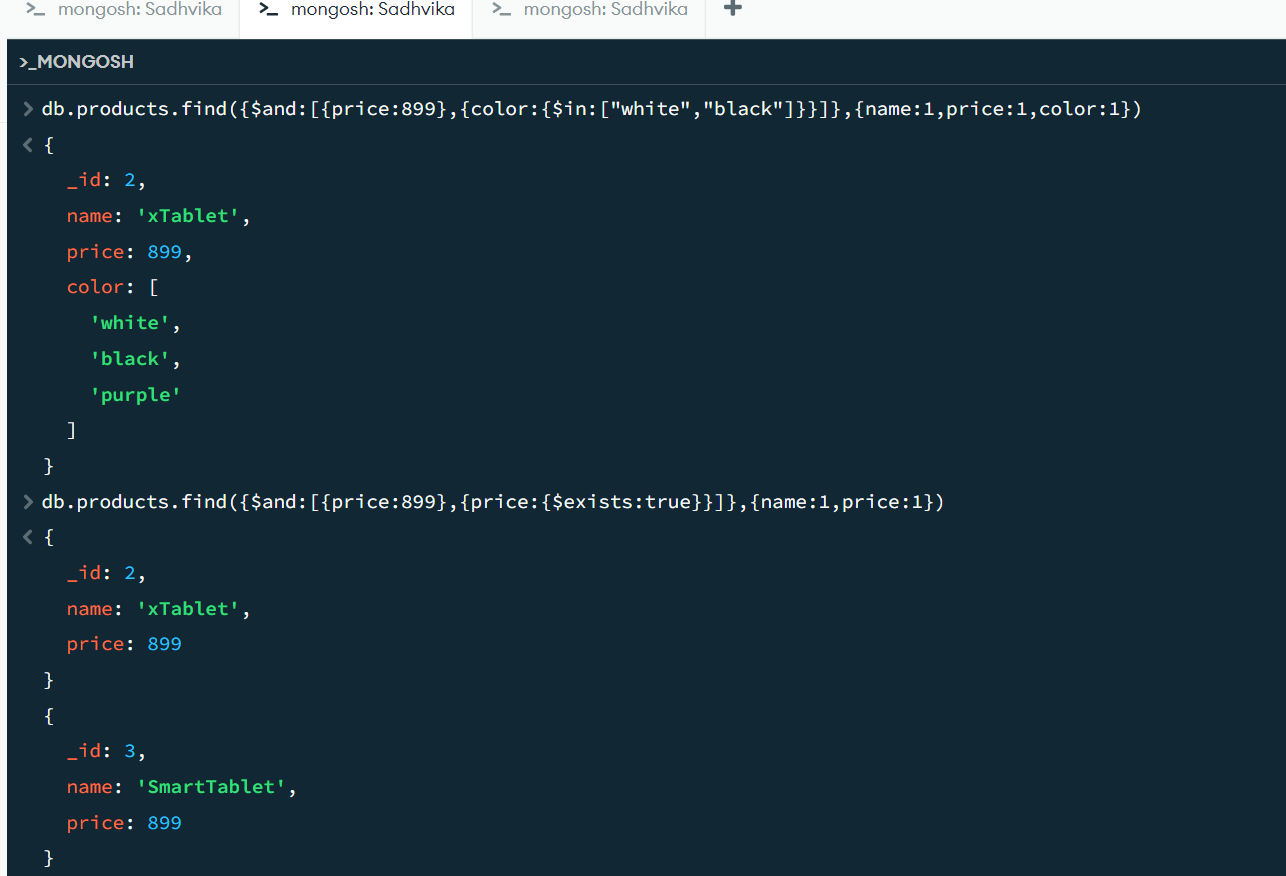 >_ mongosh: Sadhvika >_ mongosh: Sadhvika >_ mongosh: Sadhvika +
>_MONGOSH
> db.products.find({$and:[{price:899},{color:{$in:["white","black"]}}]},{name:1,price:1,color:1})
< {
_id: 2,
name: 'xTablet',
price: 899,
color: [
'white',
'black',
'purple'
]
}
> db.products.find({$and:[{price:899},{price:{$exists:true}}]},{name:1,price:1})
< {
_id: 2,
name: 'xTablet',
price: 899
}
{
_id: 3,
name: 'SmartTablet',
price: 899
}